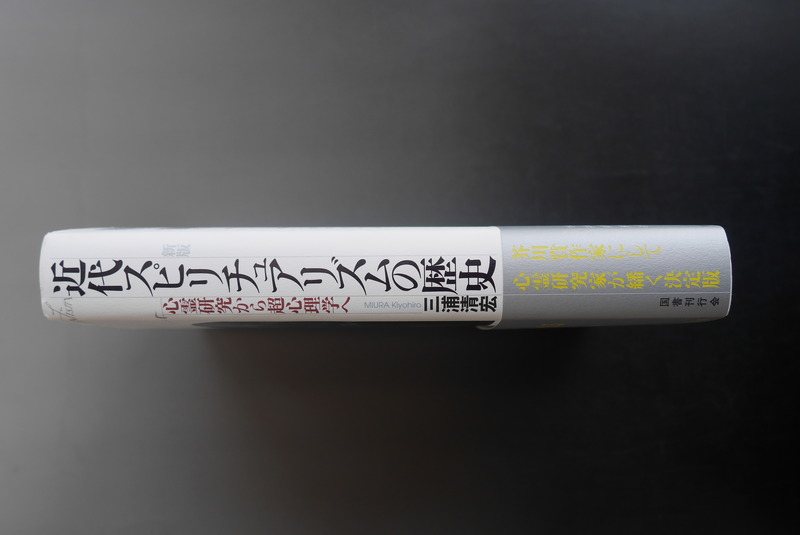 新版
近代スピリチュアリズムの歴史
心霊研究から超心理学へ
MIURA Kiyohiro
三浦清宏
芥川賞作家にして
心霊研究家が繙く決定版
国書刊行会